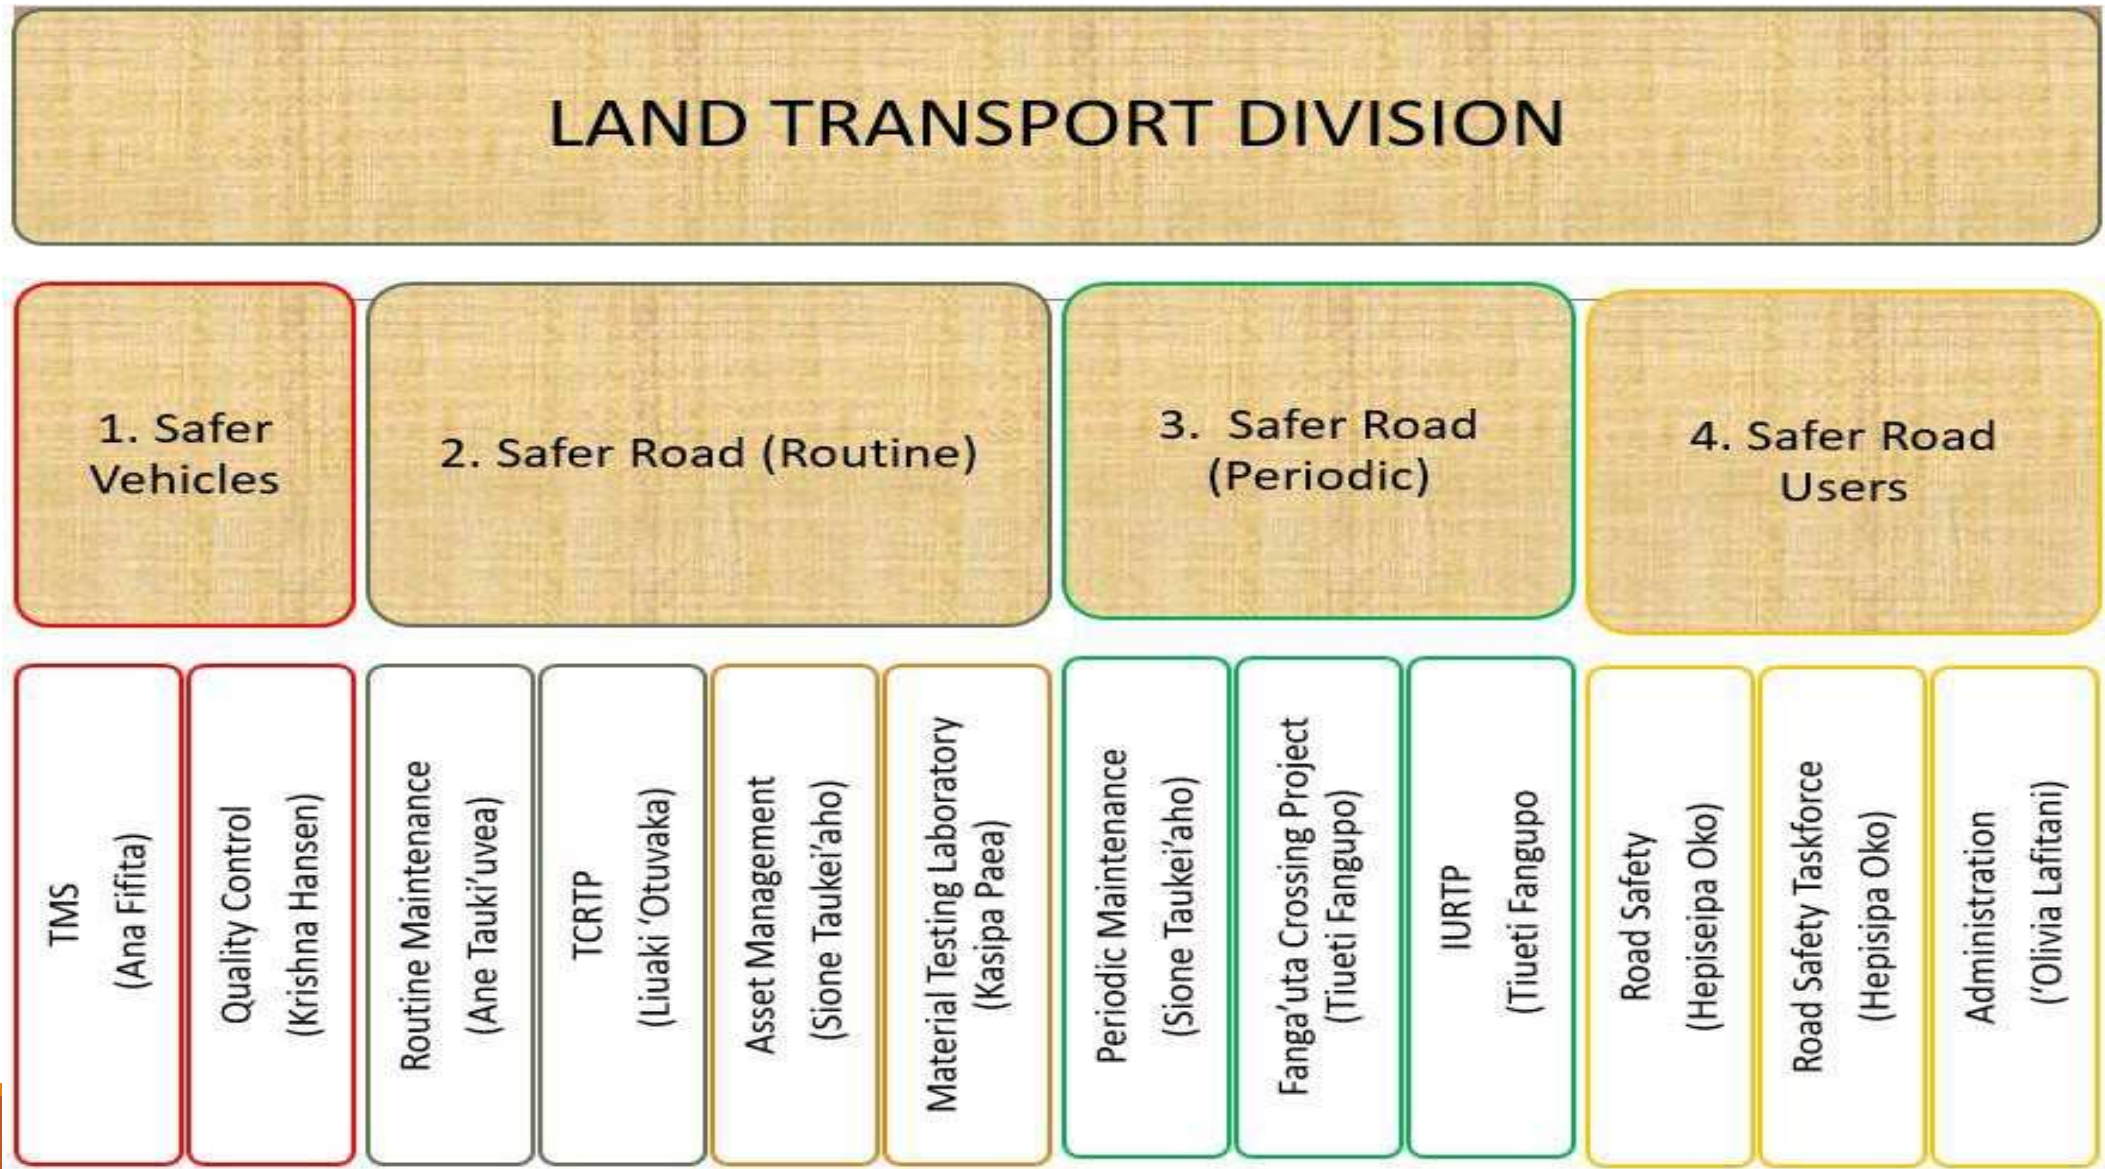 LAND TRANSPORT DIVISION
1. Safer
Vehicles
2. Safer Road (Routine)
3. Safer Road
(Periodic)
4. Safer Road
Users
TMS
(Ana Fifita)
Quality Control
(Krishna Hansen)
Routine Maintenance
(Ane Tauki’uvea)
TCRTP
(Liuaki ‘Otuvaka)
Asset Management
(Sione Taukei’aho)
Material Testing Laboratory
(Kasipa Paea)
Periodic Maintenance
(Sione Taukei’aho)
Fanga’uta Crossing Project
(Tiueti Fangupo)
IURTP
(Tiueti Fangupo
Road Safety
(Hepiseipa Oko)
Road Safety Taskforce
(Hepisipa Oko)
Administration
(‘Olivia Lafitani)